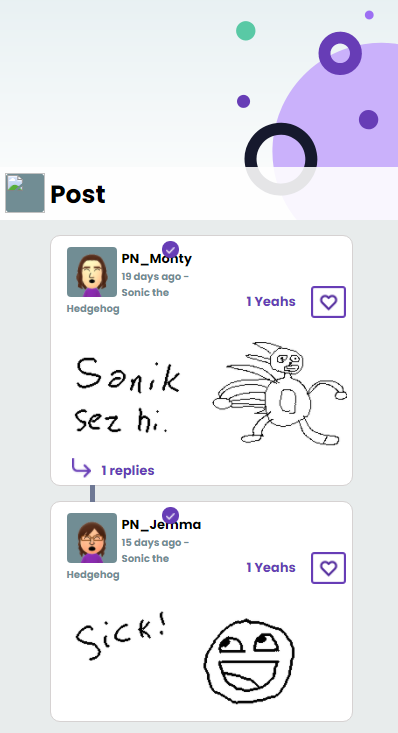 Post
PN_Monty
19 days ago -
Sonic the
Hedgehog
1 Yeahs
Sanik
sez hi.
1 replies
PN_Jemma
15 days ago -
Sonic the
Hedgehog
1 Yeahs
Sick!